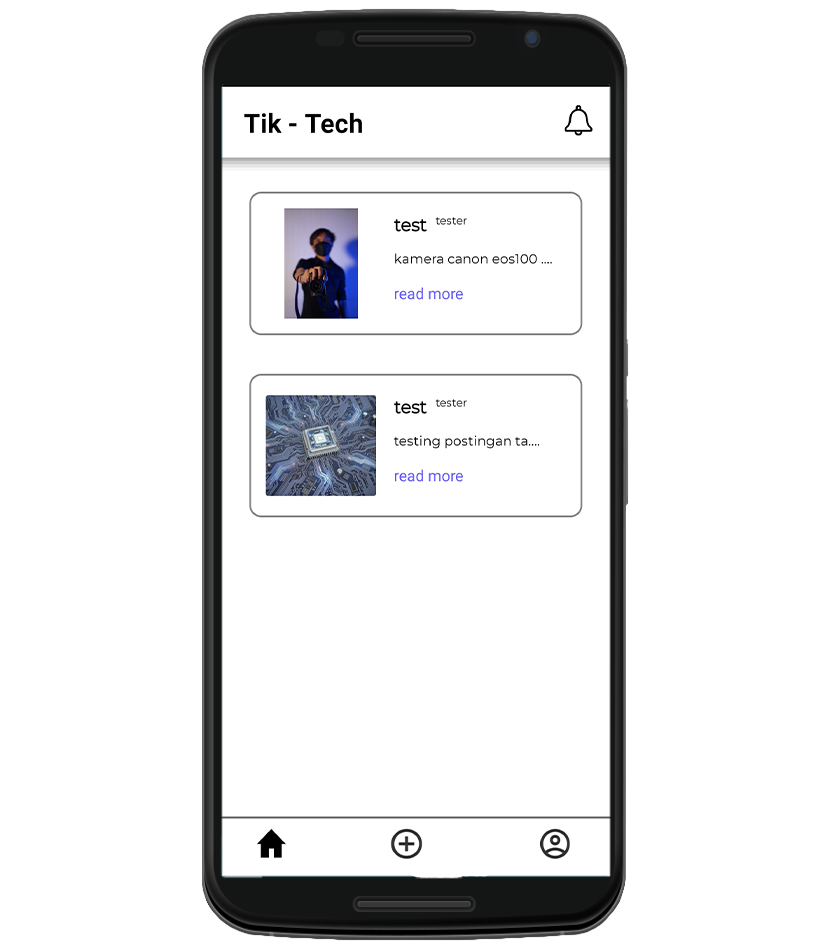 Tik - Tech
test tester
kamera canon eos100 ....
read more
test tester
testing postingan ta....
read more